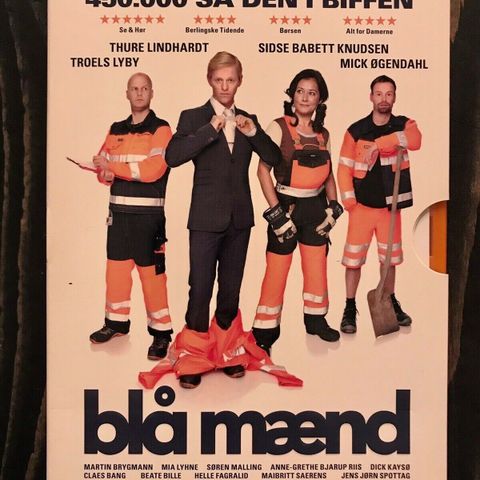 450.000 SÅ DEN I BIFFEN
★★★★★ ★★★★ ★★★★ ★★★★★
Se & Hør Berlingske Tidende Børsen Alt for Damerne
THURE LINDHARDT SIDSE BABETT KNUDSEN
TROELS LYBY MICK ØGENDAHL
blå mænd
MARTIN BRYGMANN MIA LYHNE SØREN MALLING ANNE-GRETHE BJARUP RIIS DICK KAYSØ
CLAES BANG BEATE BILLE HELLE FAGRALID MAIBRITT SAERENS JENS JØRN SPOTTAG